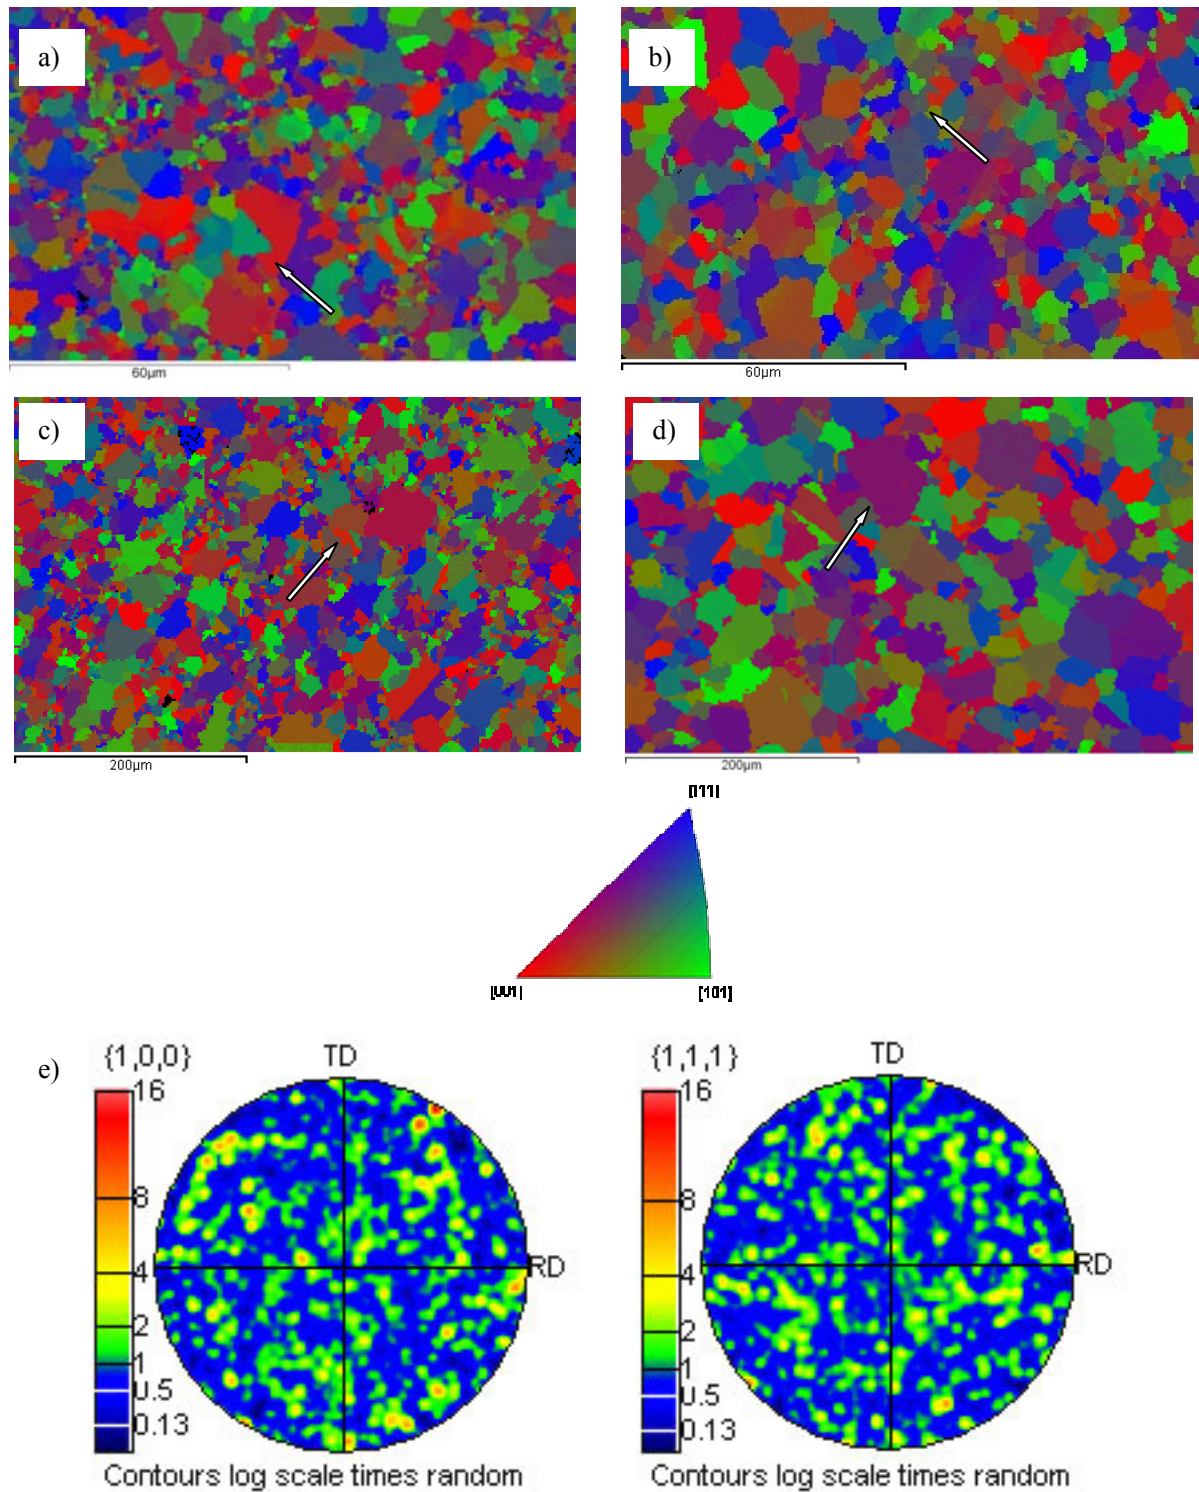 a)
b)
60µm
60µm
c)
d)
200µm
200µm
[111]
[001]
[101]
e)
{1,0,0}
TD
{1,1,1}
TD
16
16
8
8
4
RD
4
RD
2
2
1
1
0.5
0.5
0.13
0.13
Contours log scale times random
Contours log scale times random